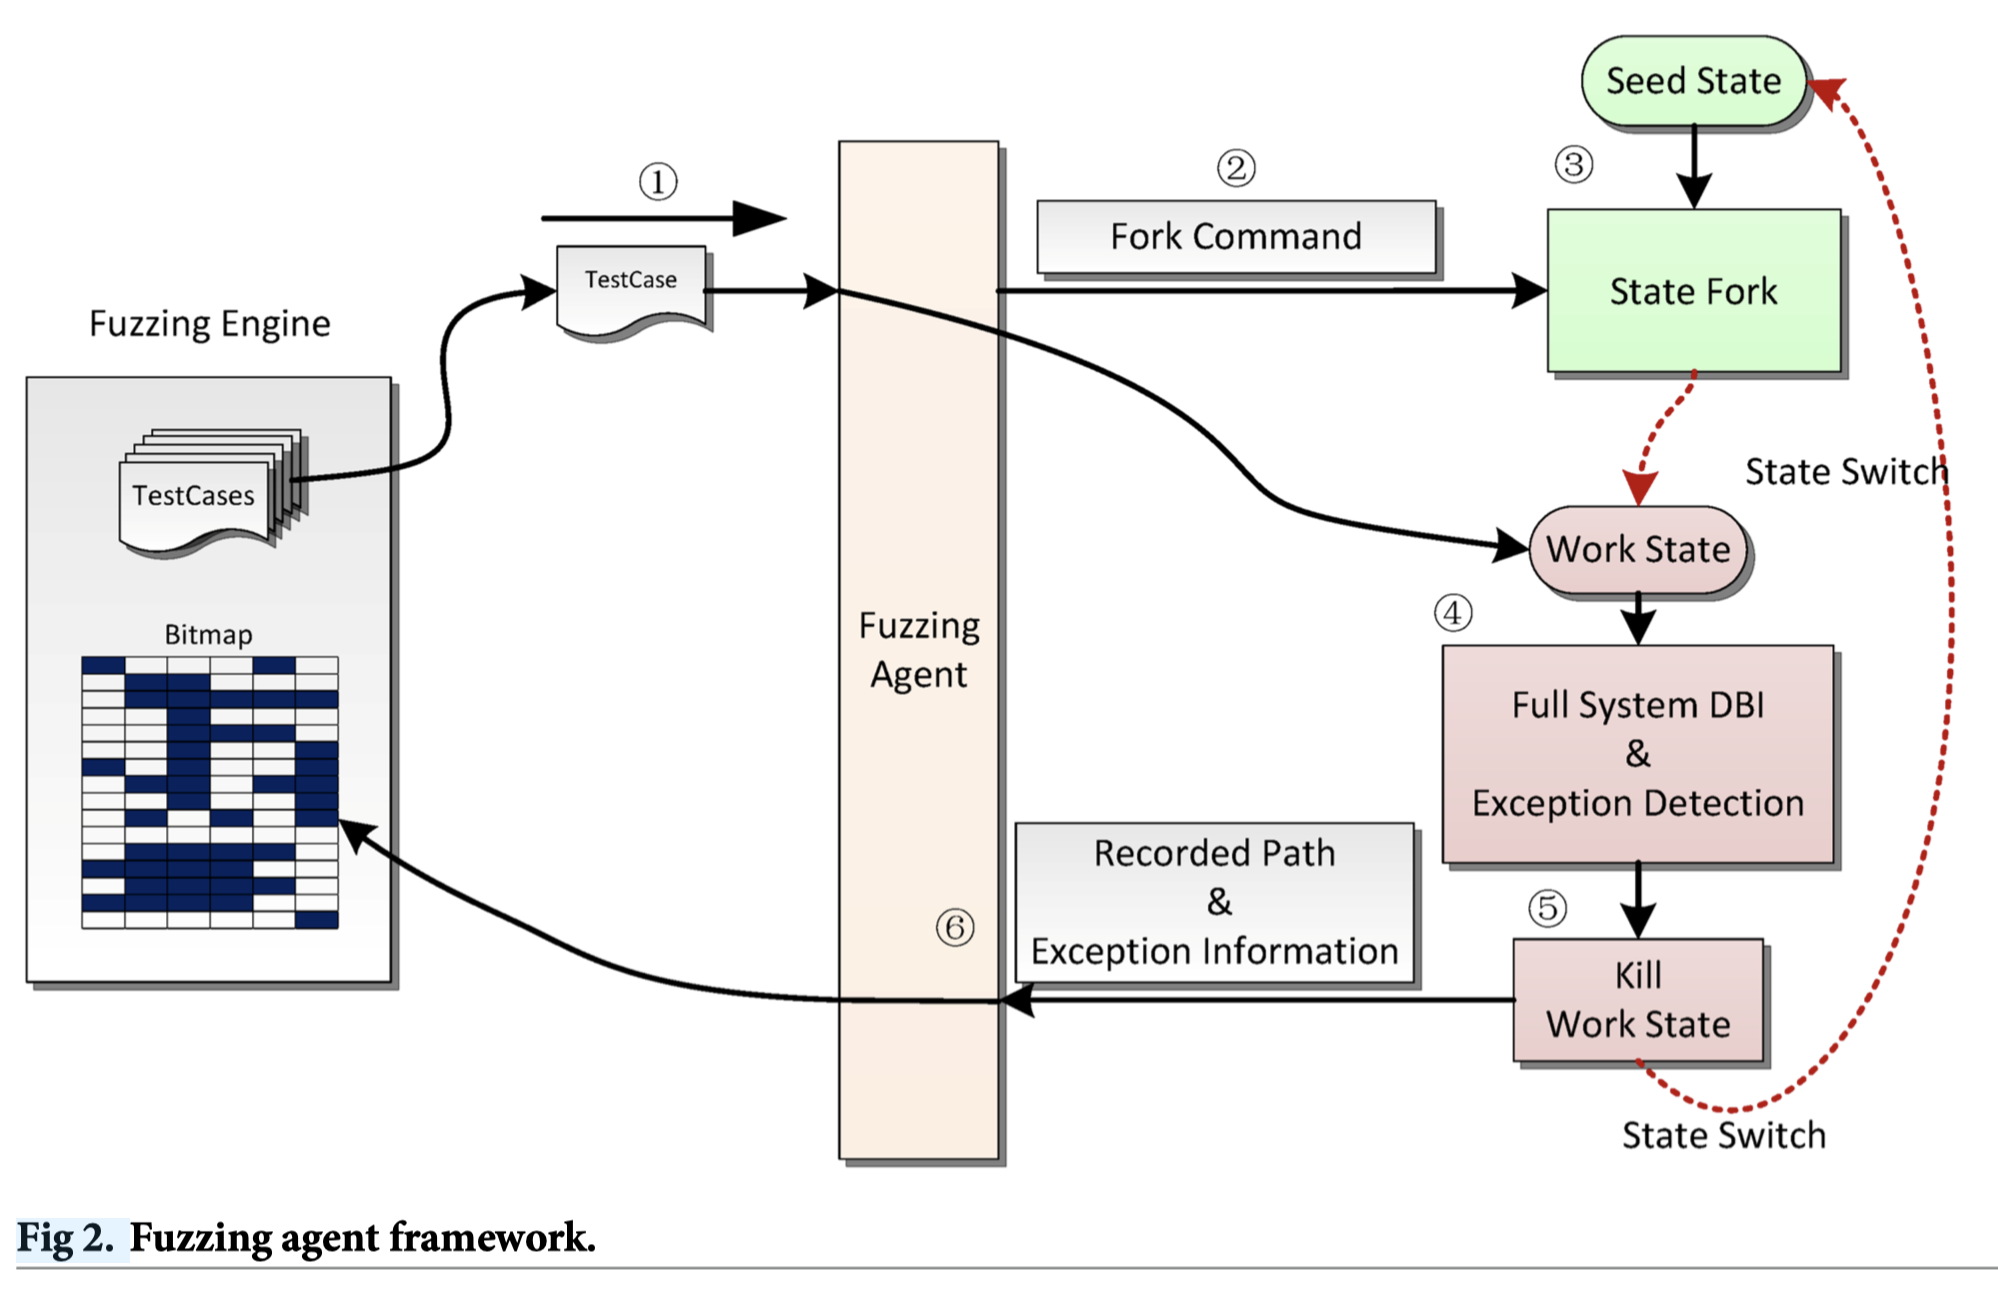 Seed State
①
②
③
Fork Command
TestCase
State Fork
Fuzzing Engine
State Switch
TestCases
Work State
④
Bitmap
Fuzzing
Agent
Full System DBI
&
Exception Detection
Recorded Path
&
Exception Information
⑤
⑥
Kill
Work State
State Switch
Fig 2. Fuzzing agent framework.